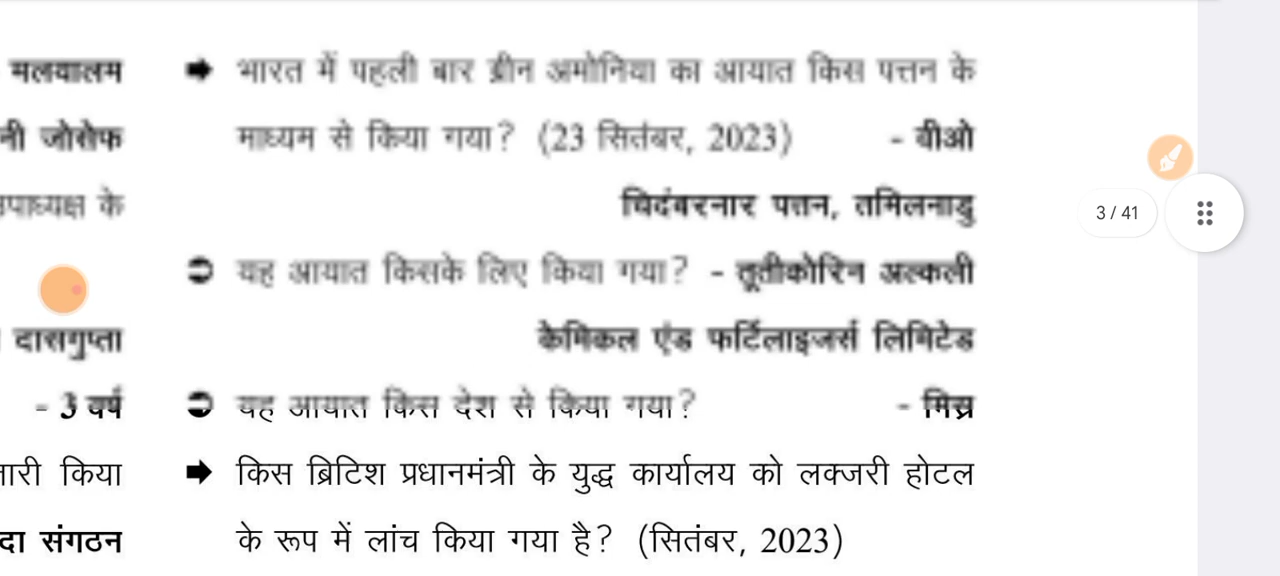 मलयालम
नी जोसेफ
उपाध्यक्ष के
दासगुप्ता
- 3 वर्ष
जारी किया
दा संगठन
➡ भारत में पहली बार ग्रीन अमोनिया का आयात किस पत्तन के
माध्यम से किया गया? (23 सितंबर, 2023) - वीओ
चिदंबरनार पत्तन, तमिलनाडु
➲ यह आयात किसके लिए किया गया? - तूतीकोरिन अल्कली
केमिकल एंड फर्टिलाइजर्स लिमिटेड
➲ यह आयात किस देश से किया गया? - मिस्र
➡ किस ब्रिटिश प्रधानमंत्री के युद्ध कार्यालय को लक्जरी होटल
के रूप में लांच किया गया है? (सितंबर, 2023)
3 / 41